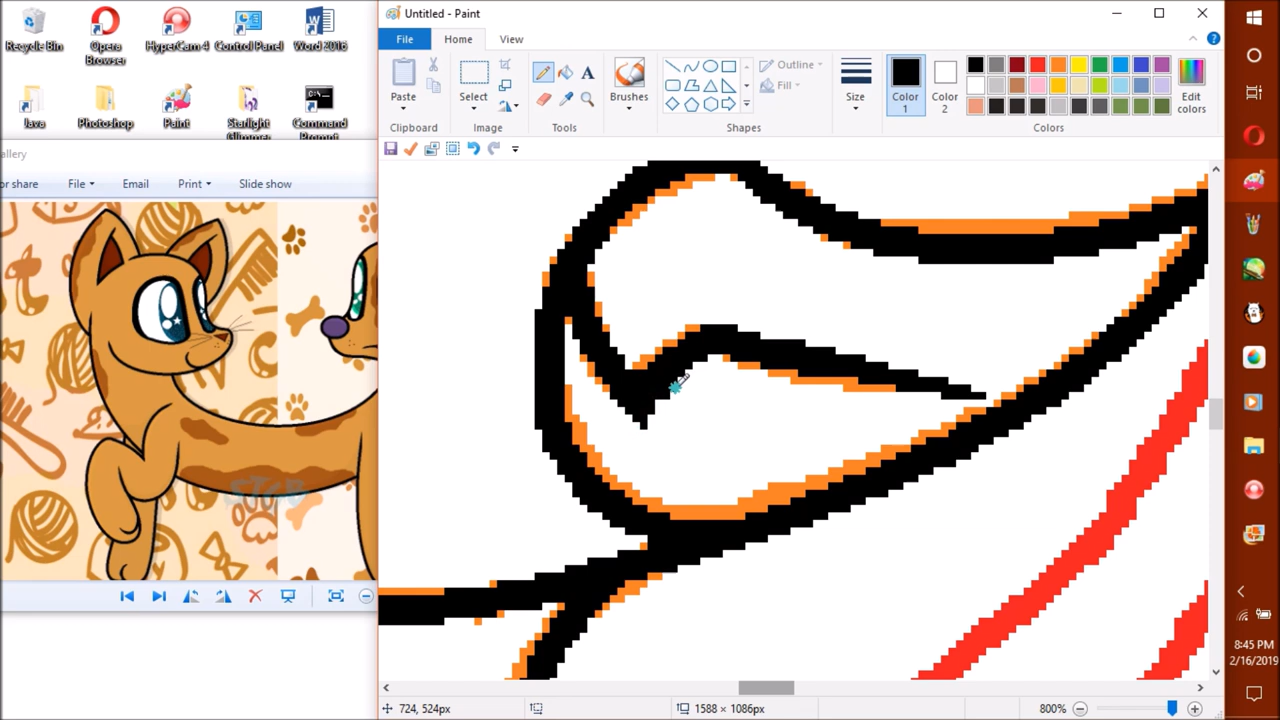 Recycle Bin
Opera Browser
HyperCam 4
Control Panel
Word 2016
Java
Photoshop
Paint
Starlight Glimmer
Command Prompt
allery
or share
File
Email
Print
Slide show
Untitled - Paint
File
Home
View
Paste
Select
Brushes
Outline
Fill
Size
Color 1
Color 2
Edit colors
Clipboard
Image
Tools
Shapes
Colors
724, 524px
1588 × 1086px
800%
8:45 PM
2/16/2019